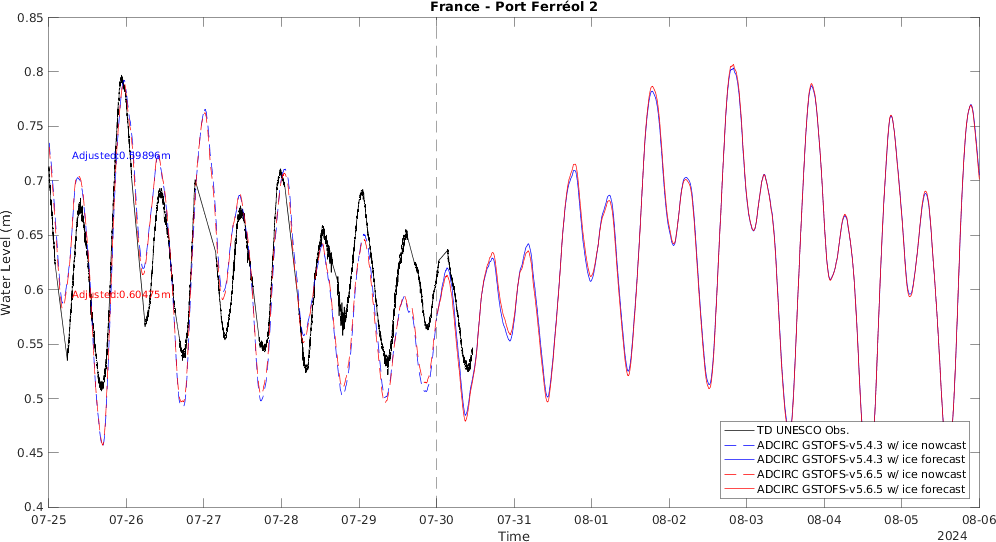 France - Port Ferréol 2
0.85
0.8
0.75
0.7
0.65
0.6
0.55
0.5
0.45
0.4
Water Level (m)
Adjusted:0.59896m
Adjusted:0.60475m
TD UNESCO Obs.
ADCIRC GSTOFS-v5.4.3 w/ ice nowcast
ADCIRC GSTOFS-v5.4.3 w/ ice forecast
ADCIRC GSTOFS-v5.6.5 w/ ice nowcast
ADCIRC GSTOFS-v5.6.5 w/ ice forecast
07-25 07-26 07-27 07-28 07-29 07-30 07-31 08-01 08-02 08-03 08-04 08-05 08-06
Time
2024